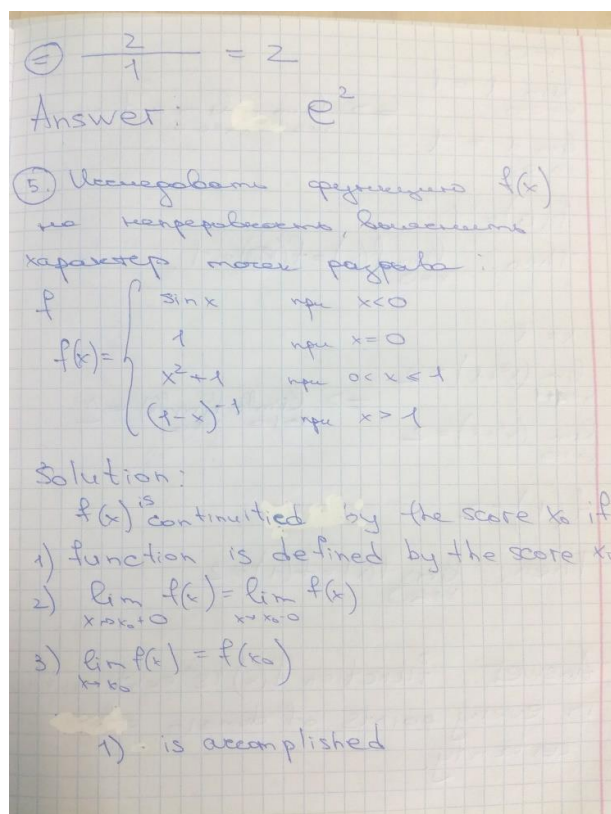 = 2/1 = 2
Answer: e²
5. Исследовать функцию f(x)
на непрерывность, выяснить
характер точек разрыва:
f
f(x) = { sin x при x<0
1 при x=0
x²+1 при 0<x≤1
(1-x)⁻¹ при x>1
Solution:
f(x) is continuitied by the score x₀ if
1) function is defined by the score x₀
2) lim x→x₀+0 f(x) = lim x→x₀-0 f(x)
3) lim x→x₀ f(x) = f(x₀)
1) is accomplished